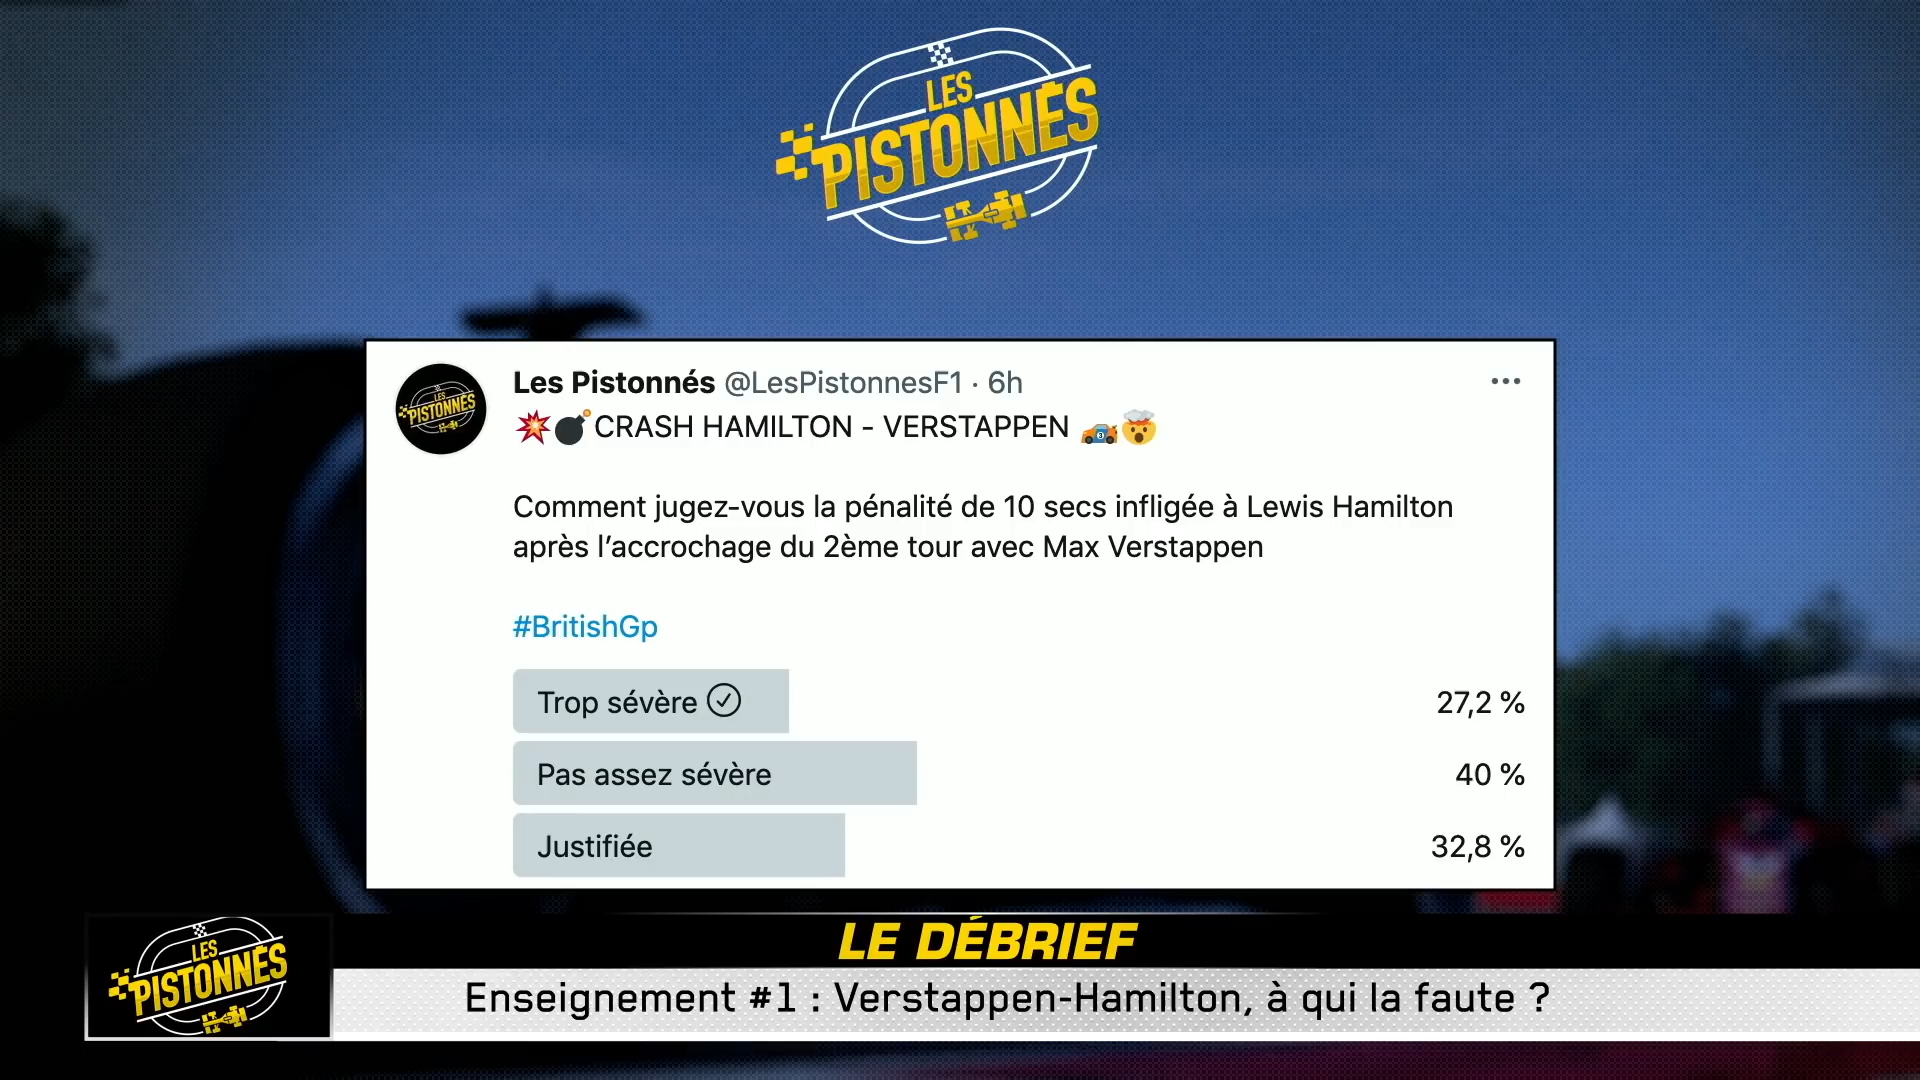 LES
PISTONNÉS
LES
PISTONNÉS
Les Pistonnés @LesPistonnesF1 · 6h
💥💣CRASH HAMILTON - VERSTAPPEN 🏎🤯
Comment jugez-vous la pénalité de 10 secs infligée à Lewis Hamilton
après l’accrochage du 2ème tour avec Max Verstappen
#BritishGp
Trop sévère 27,2 %
Pas assez sévère 40 %
Justifiée 32,8 %
LES
PISTONNÉS
LE DÉBRIEF
Enseignement #1 : Verstappen-Hamilton, à qui la faute ?